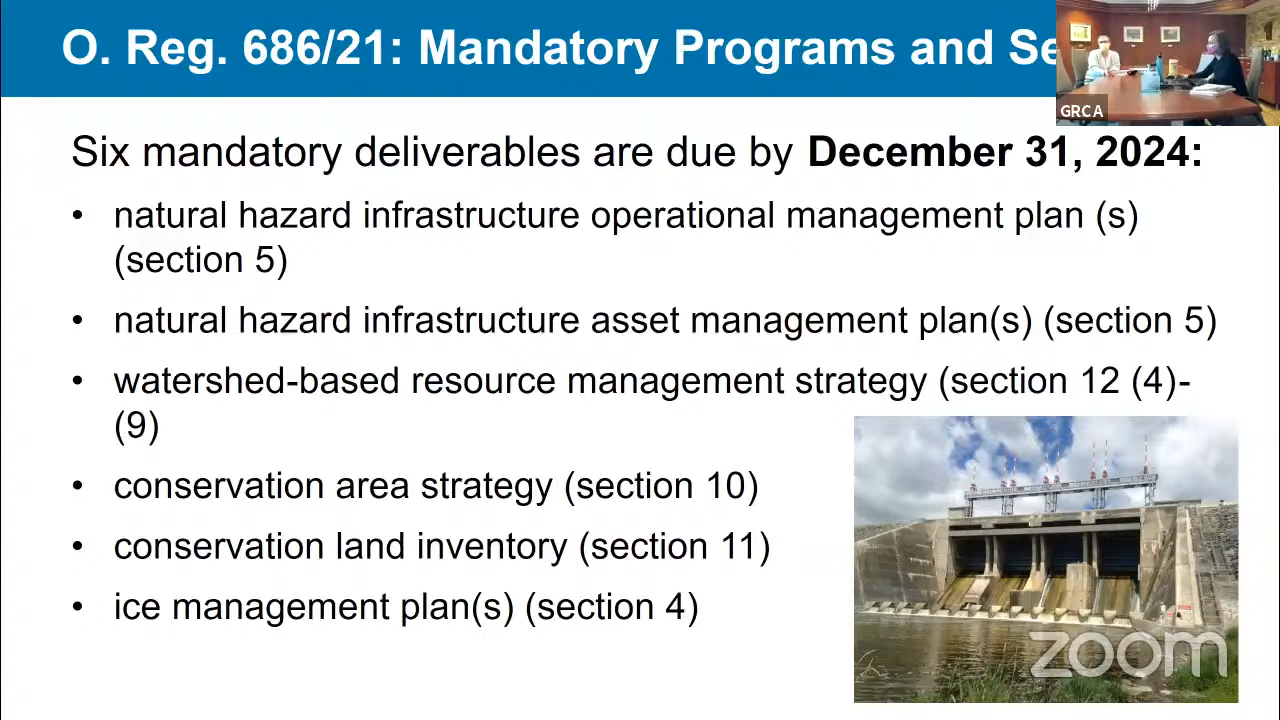 O. Reg. 686/21: Mandatory Programs and Se
GRCA
Six mandatory deliverables are due by December 31, 2024:
• natural hazard infrastructure operational management plan (s)
(section 5)
• natural hazard infrastructure asset management plan(s) (section 5)
• watershed-based resource management strategy (section 12 (4)-
(9)
• conservation area strategy (section 10)
• conservation land inventory (section 11)
• ice management plan(s) (section 4)
zoom